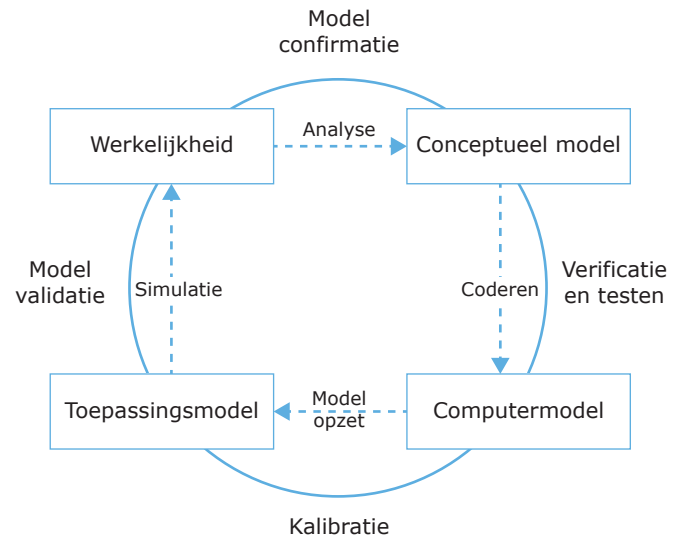 Model
confirmatie
Werkelijkheid
Analyse
Conceptueel model
Model
validatie
Simulatie
Coderen
Verificatie
en testen
Toepassingsmodel
Model
opzet
Computermodel
Kalibratie